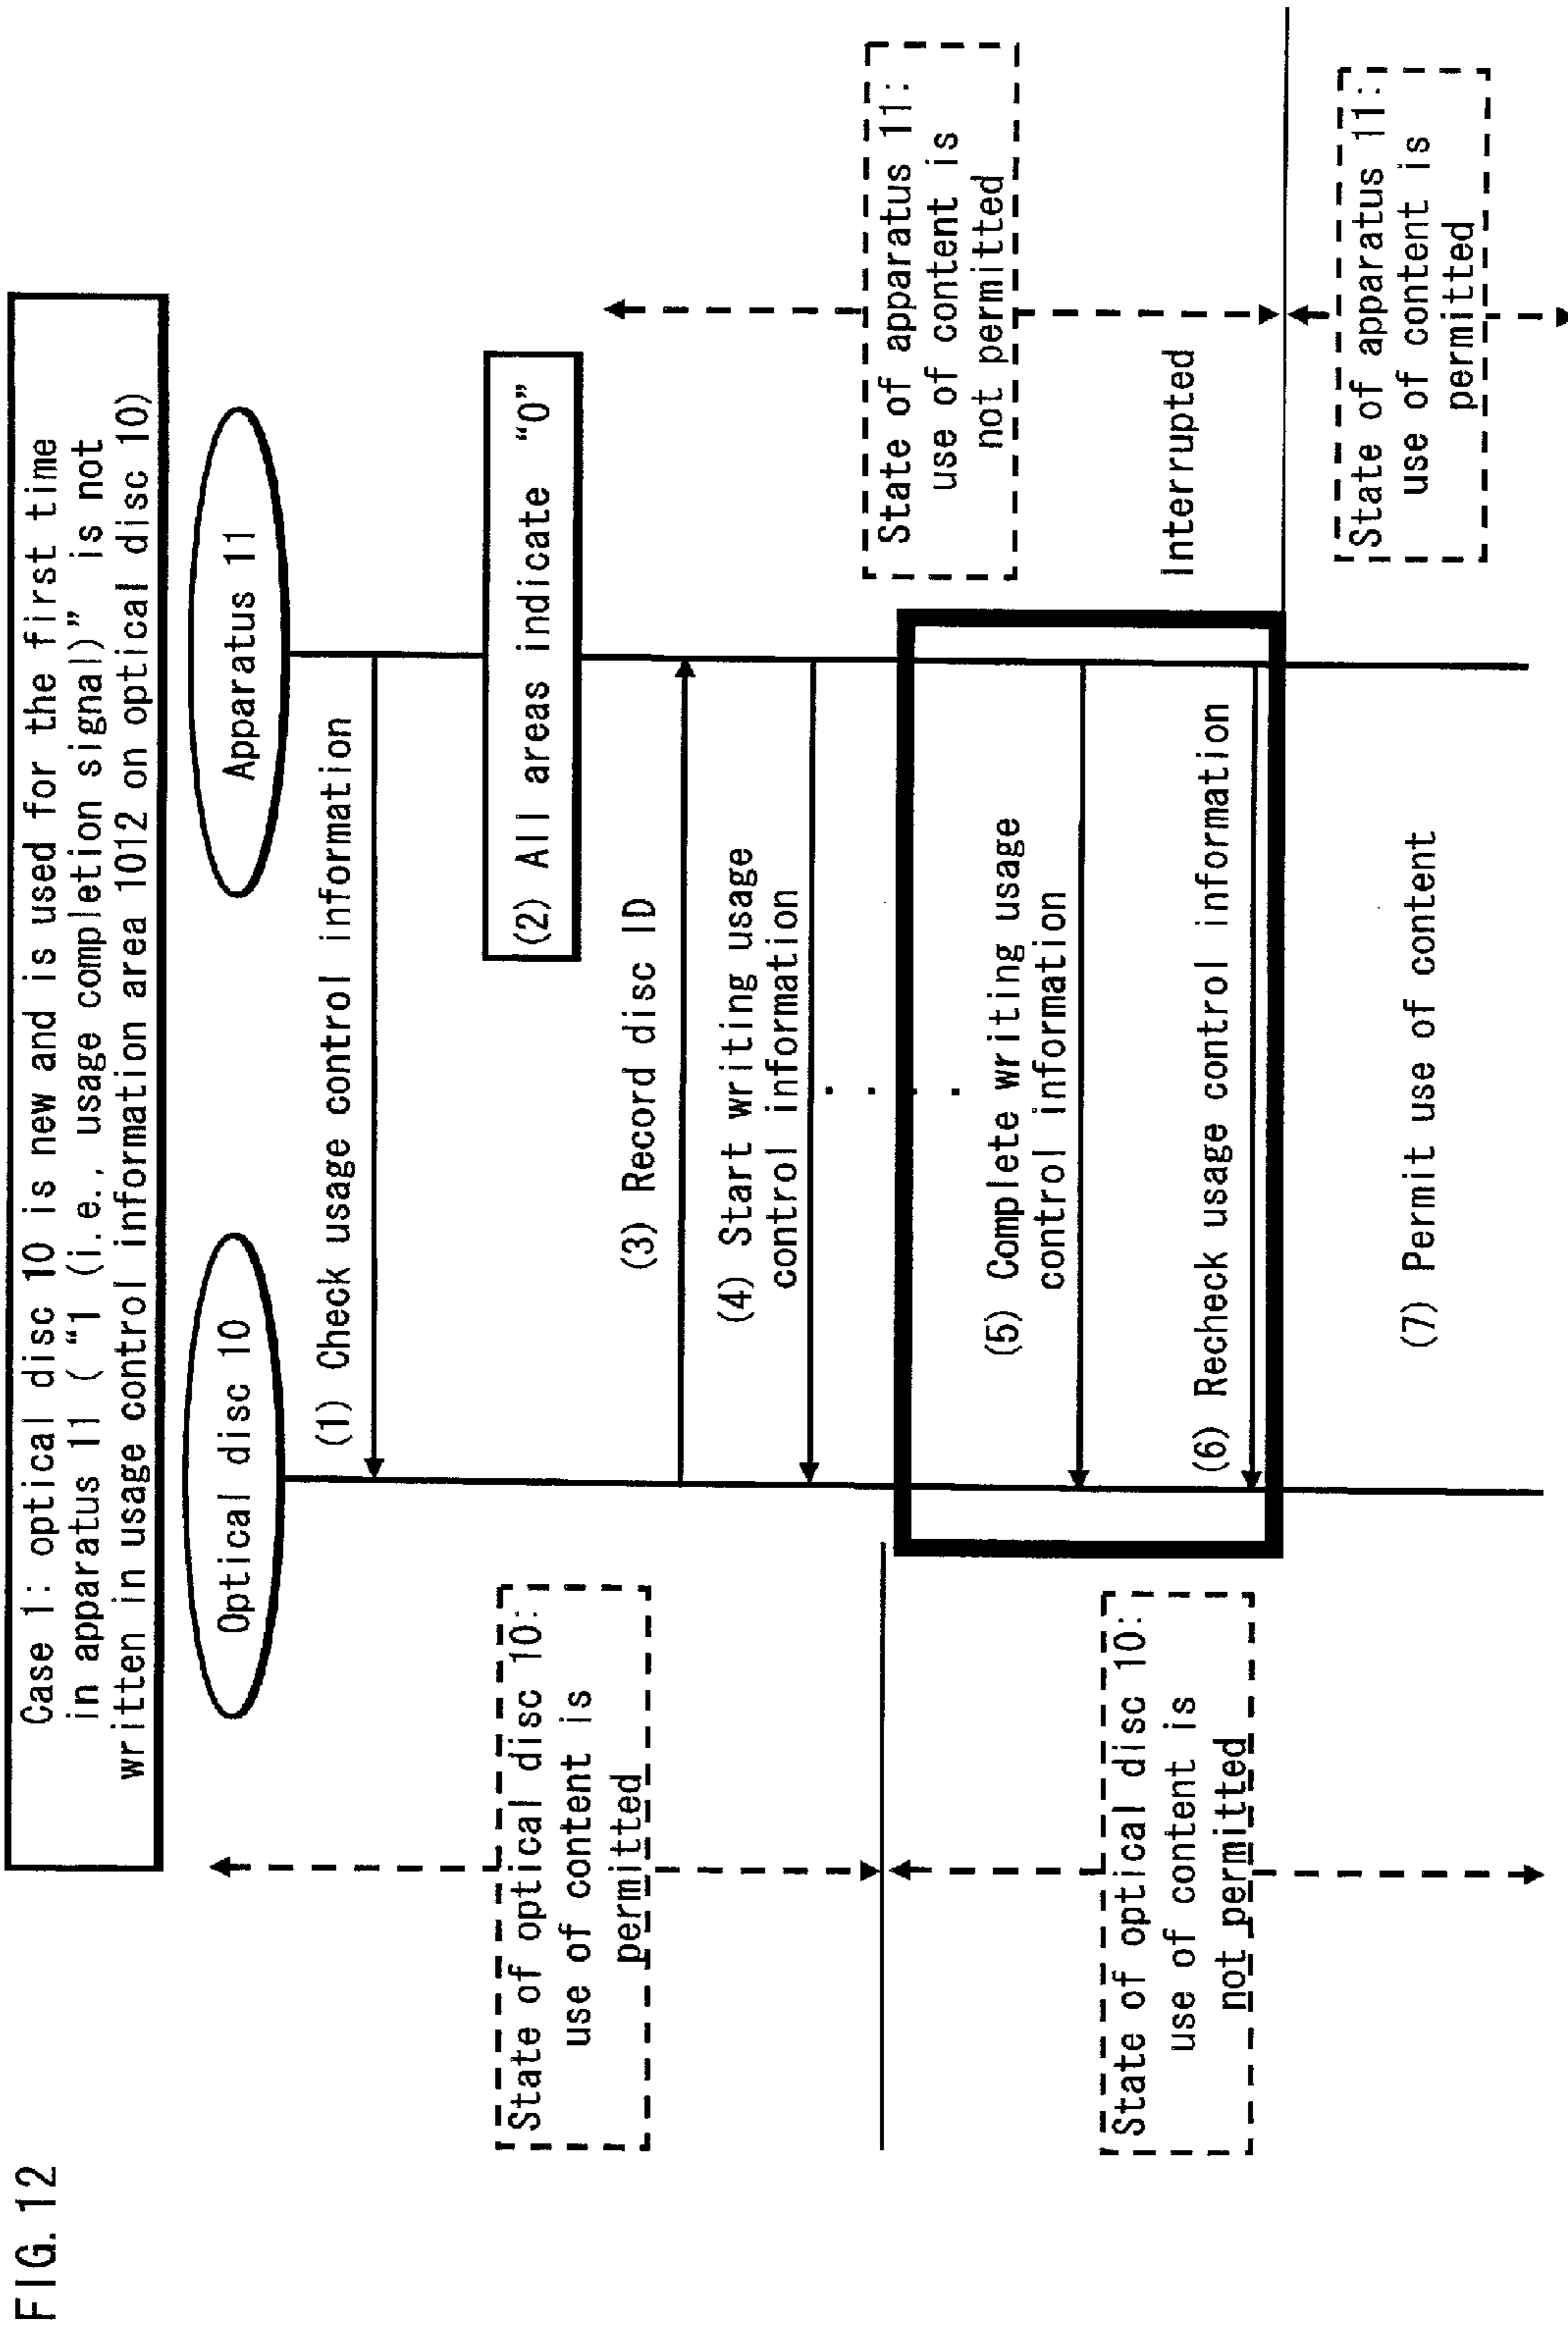 FIG. 12
Case 1: optical disc 10 is new and is used for the first time
in apparatus 11 ( “1 (i.e., usage completion signal)” is not
written in usage control information area 1012 on optical disc 10)
Optical disc 10
Apparatus 11
(1) Check usage control information
(2) All areas indicate “0”
State of optical disc 10:
use of content is
permitted
(3) Record disc ID
(4) Start writing usage
control information
State of apparatus 11:
use of content is
not permitted
(5) Complete writing usage
control information
State of optical disc 10:
use of content is
not permitted
Interrupted
(6) Recheck usage control information
State of apparatus 11:
use of content is
permitted
(7) Permit use of content